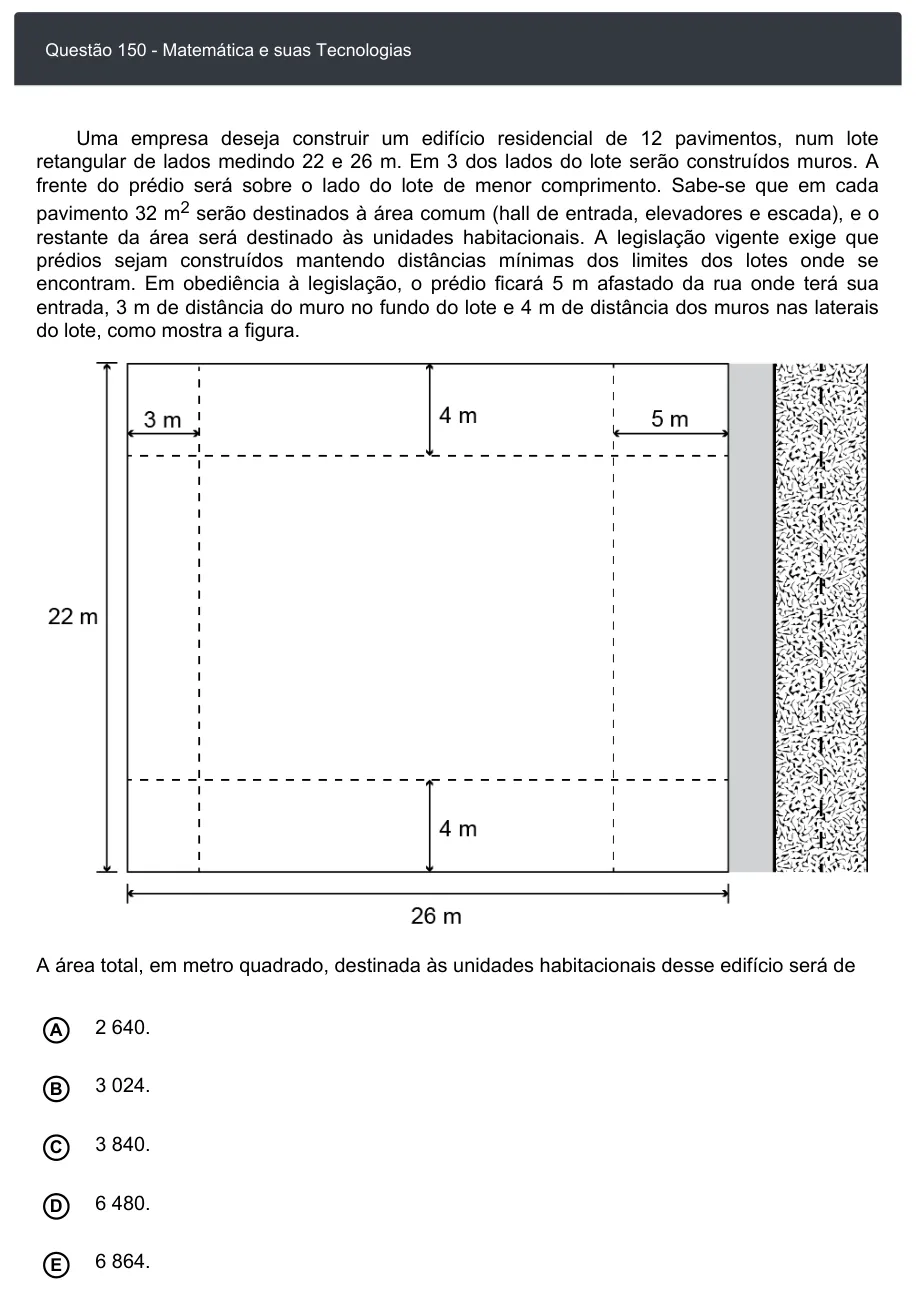 Questão 150 - Matemática e suas Tecnologias
Uma empresa deseja construir um edifício residencial de 12 pavimentos, num lote
retangular de lados medindo 22 e 26 m. Em 3 dos lados do lote serão construídos muros. A
frente do prédio será sobre o lado do lote de menor comprimento. Sabe-se que em cada
pavimento 32 m² serão destinados à área comum (hall de entrada, elevadores e escada), e o
restante da área será destinado às unidades habitacionais. A legislação vigente exige que
prédios sejam construídos mantendo distâncias mínimas dos limites dos lotes onde se
encontram. Em obediência à legislação, o prédio ficará 5 m afastado da rua onde terá sua
entrada, 3 m de distância do muro no fundo do lote e 4 m de distância dos muros nas laterais
do lote, como mostra a figura.
3 m
4 m
5 m
22 m
4 m
26 m
A área total, em metro quadrado, destinada às unidades habitacionais desse edifício será de
A 2 640.
B 3 024.
C 3 840.
D 6 480.
E 6 864.